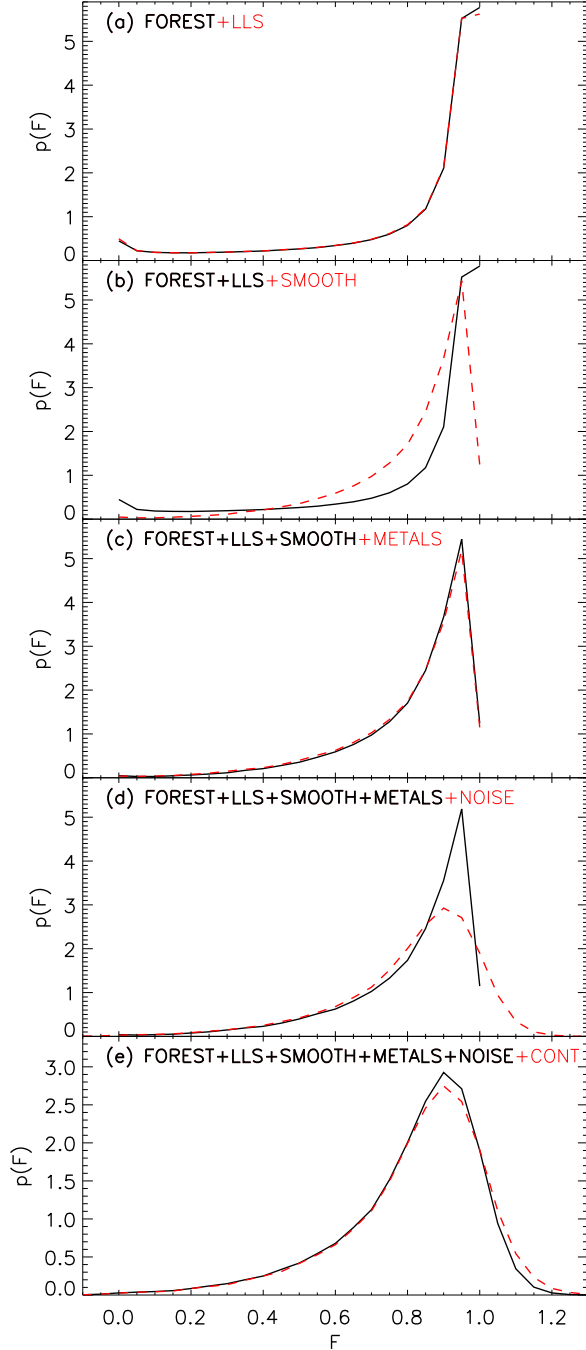 (a) FOREST+LLS
5
4
3
2
1
0
p(F)
(b) FOREST+LLS+SMOOTH
5
4
3
2
1
0
p(F)
(c) FOREST+LLS+SMOOTH+METALS
5
4
3
2
1
0
p(F)
(d) FOREST+LLS+SMOOTH+METALS+NOISE
5
4
3
2
1
0
p(F)
(e) FOREST+LLS+SMOOTH+METALS+NOISE+CONT
3.0
2.5
2.0
1.5
1.0
0.5
0.0
p(F)
0.0 0.2 0.4 0.6 0.8 1.0 1.2
F